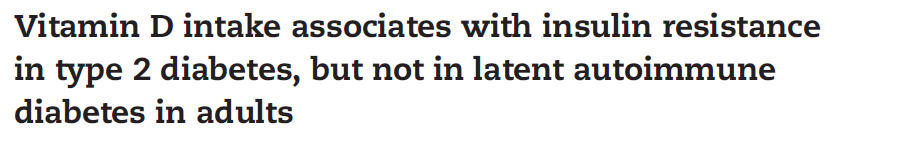 Vitamin D intake associates with insulin resistance
in type 2 diabetes, but not in latent autoimmune
diabetes in adults